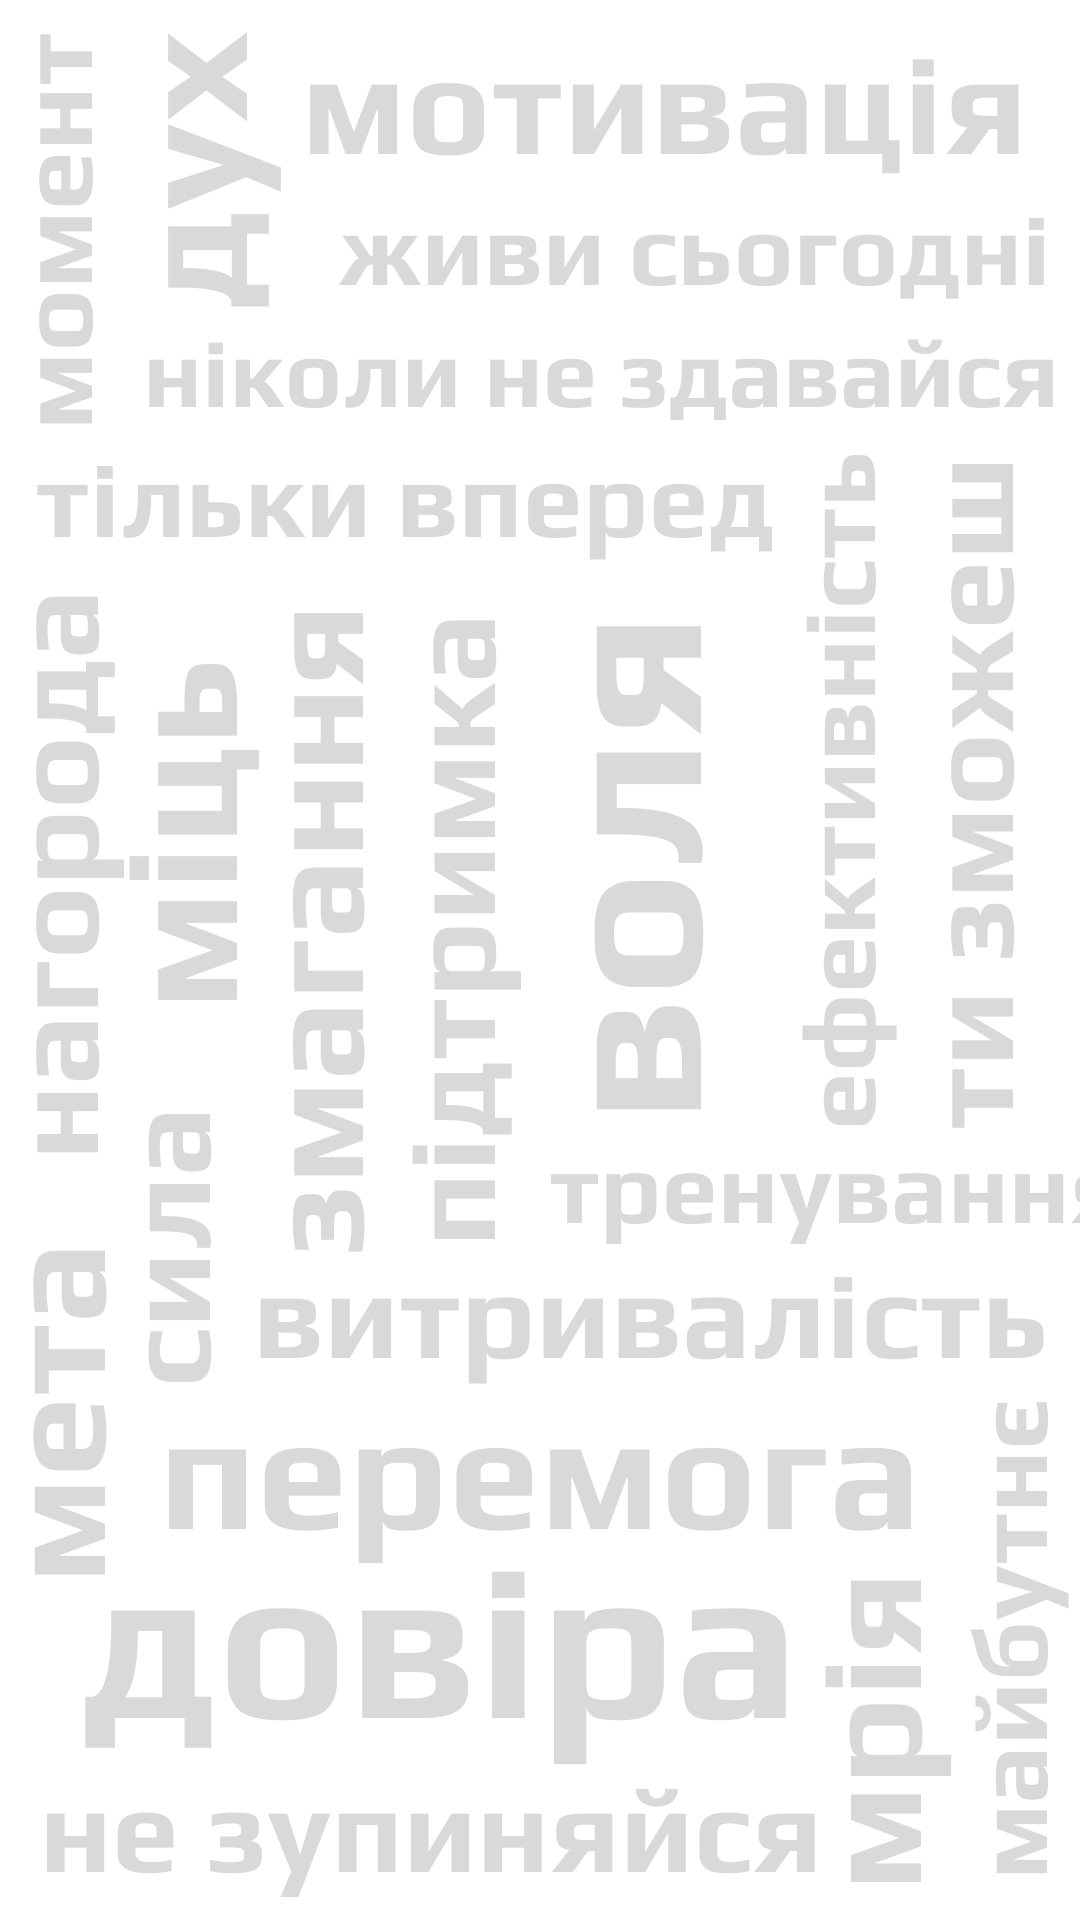 момент
дух
мотивація
живи сьогодні
ніколи не здавайся
тільки вперед
ефективність
ти зможеш
нагорода
міць
змагання
підтримка
воля
сила
тренування
мета
витривалість
перемога
майбутнє
довіра
мрія
не зупиняйся